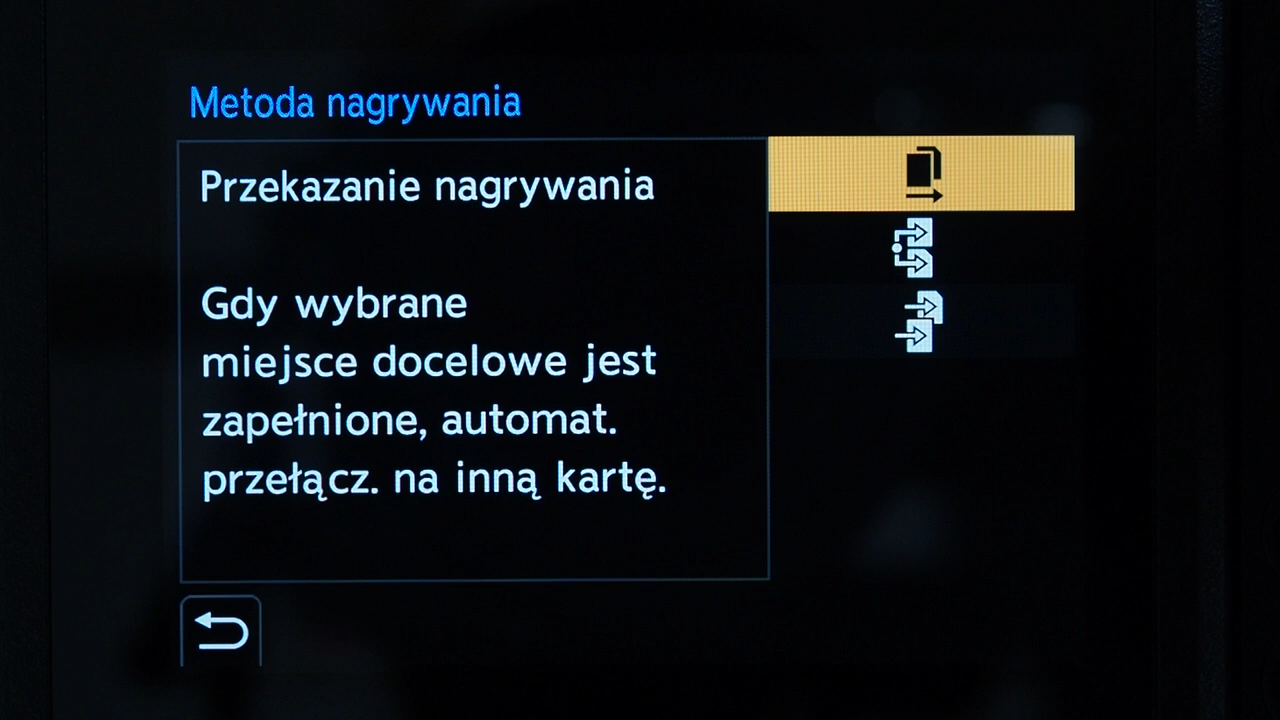 Metoda nagrywania
Przekazanie nagrywania
Gdy wybrane
miejsce docelowe jest
zapełnione, automat.
przełącz. na inną kartę.